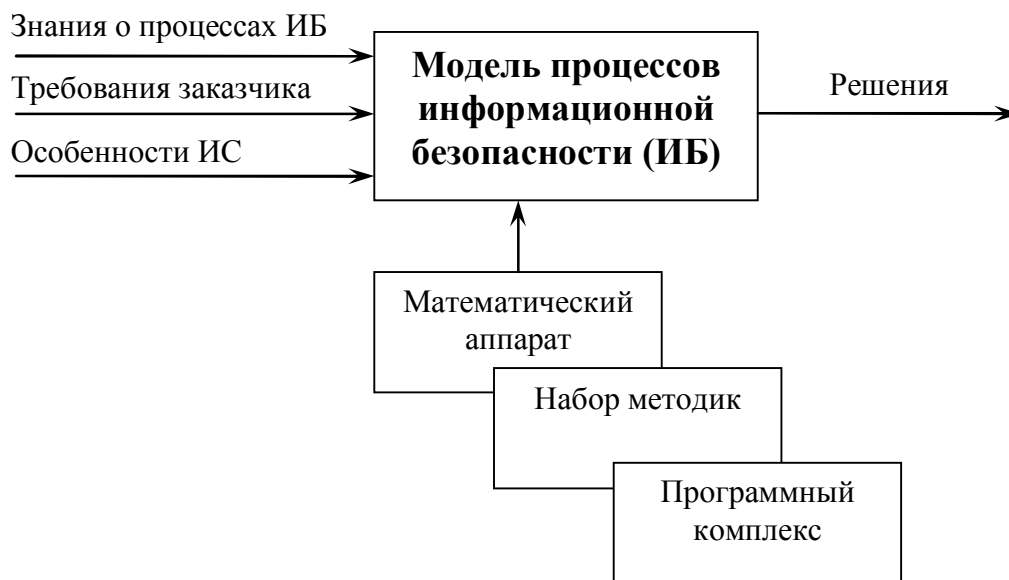 Знания о процессах ИБ
Требования заказчика
Особенности ИС
Модель процессов
информационной
безопасности (ИБ)
Решения
Математический
аппарат
Набор методик
Программный
комплекс